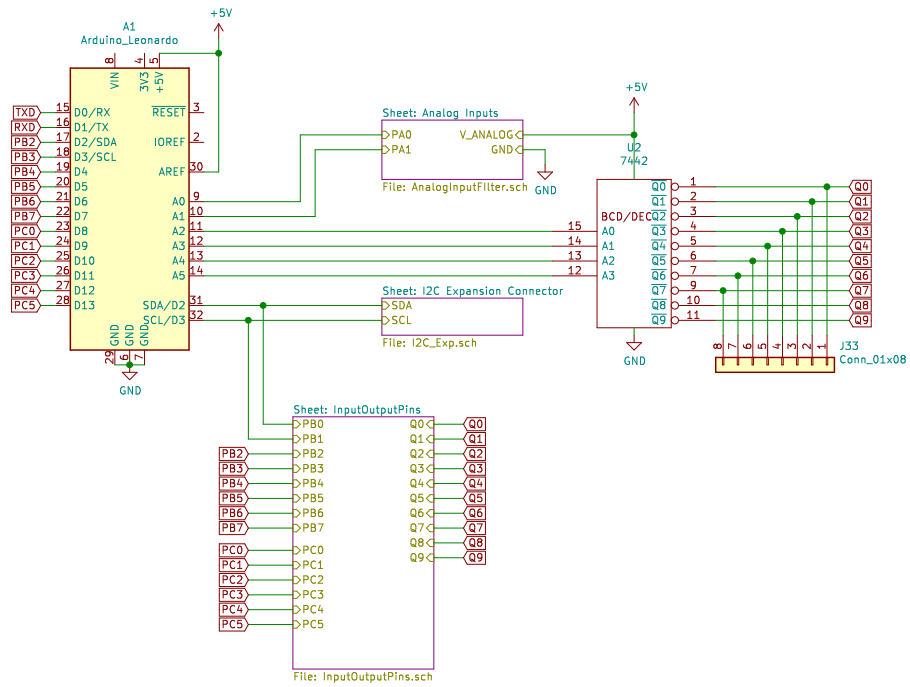 +5V
A1
Arduino_Leonardo
8
4
5
VIN
3V3
+5V
TXD 15 D0/RX
RXD 16 D1/TX
PB2 17 D2/SDA
PB3 18 D3/SCL
PB4 19 D4
PB5 20 D5
PB6 21 D6
PB7 22 D7
PC0 23 D8
PC1 24 D9
PC2 25 D10
PC3 26 D11
PC4 27 D12
PC5 28 D13
RESET 3
IOREF 2
AREF 30
A0 9
A1 10
A2 11
A3 12
A4 13
A5 14
SDA/D2 31
SCL/D3 32
GND
GND
GND
29
6
7
GND
Sheet: Analog Inputs
PA0 V_ANALOG
PA1 GND
File: AnalogInputFilter.sch
GND
+5V
U2
7442
BCD/DEC
15 A0
14 A1
13 A2
12 A3
Q0 1 Q0
Q1 2 Q1
Q2 3 Q2
Q3 4 Q3
Q4 5 Q4
Q5 6 Q5
Q6 7 Q6
Q7 9 Q7
Q8 10 Q8
Q9 11 Q9
GND
8
7
6
5
4
3
2
1
J33
Conn_01x08
Sheet: I2C Expansion Connector
SDA
SCL
File: I2C_Exp.sch
Sheet: InputOutputPins
PB0 Q0 Q0
PB1 Q1 Q1
PB2 PB2 Q2 Q2
PB3 PB3 Q3 Q3
PB4 PB4 Q4 Q4
PB5 PB5 Q5 Q5
PB6 PB6 Q6 Q6
PB7 PB7 Q7 Q7
Q8 Q8
PC0 PC0
Q9 Q9
PC1 PC1
PC2 PC2
PC3 PC3
PC4 PC4
PC5 PC5
File: InputOutputPins.sch